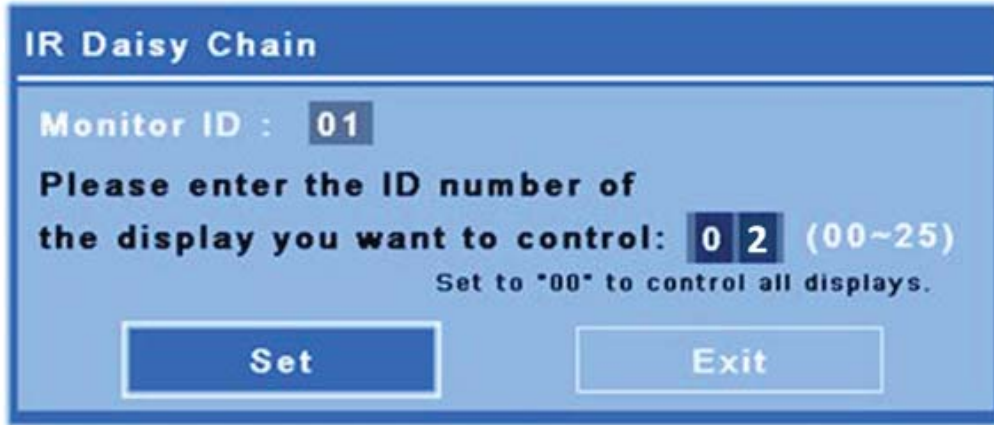 IR Daisy Chain
Monitor ID : 01
Please enter the ID number of
the display you want to control: 0 2 (00~25)
Set to "00" to control all displays.
Set Exit